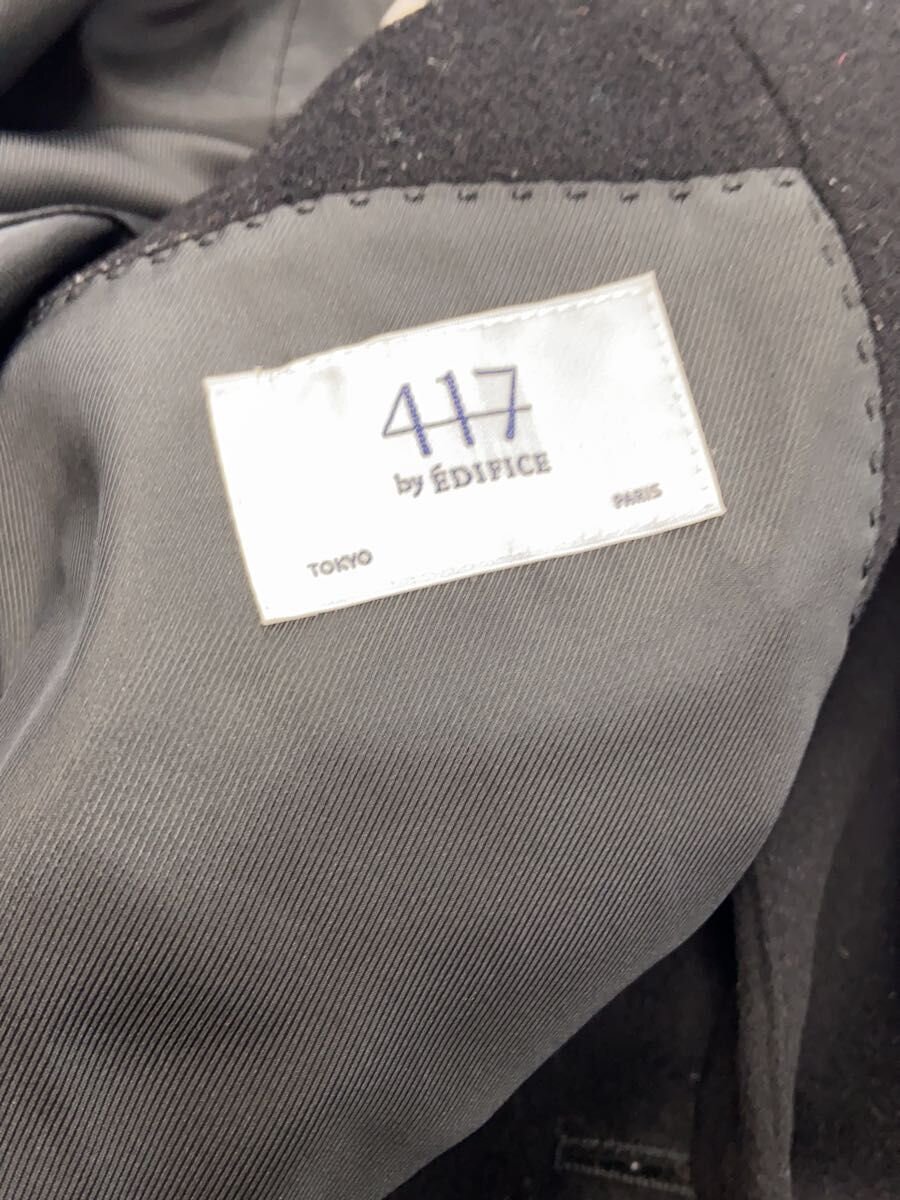 417
by ÉDIFICE
TOKYO PARIS